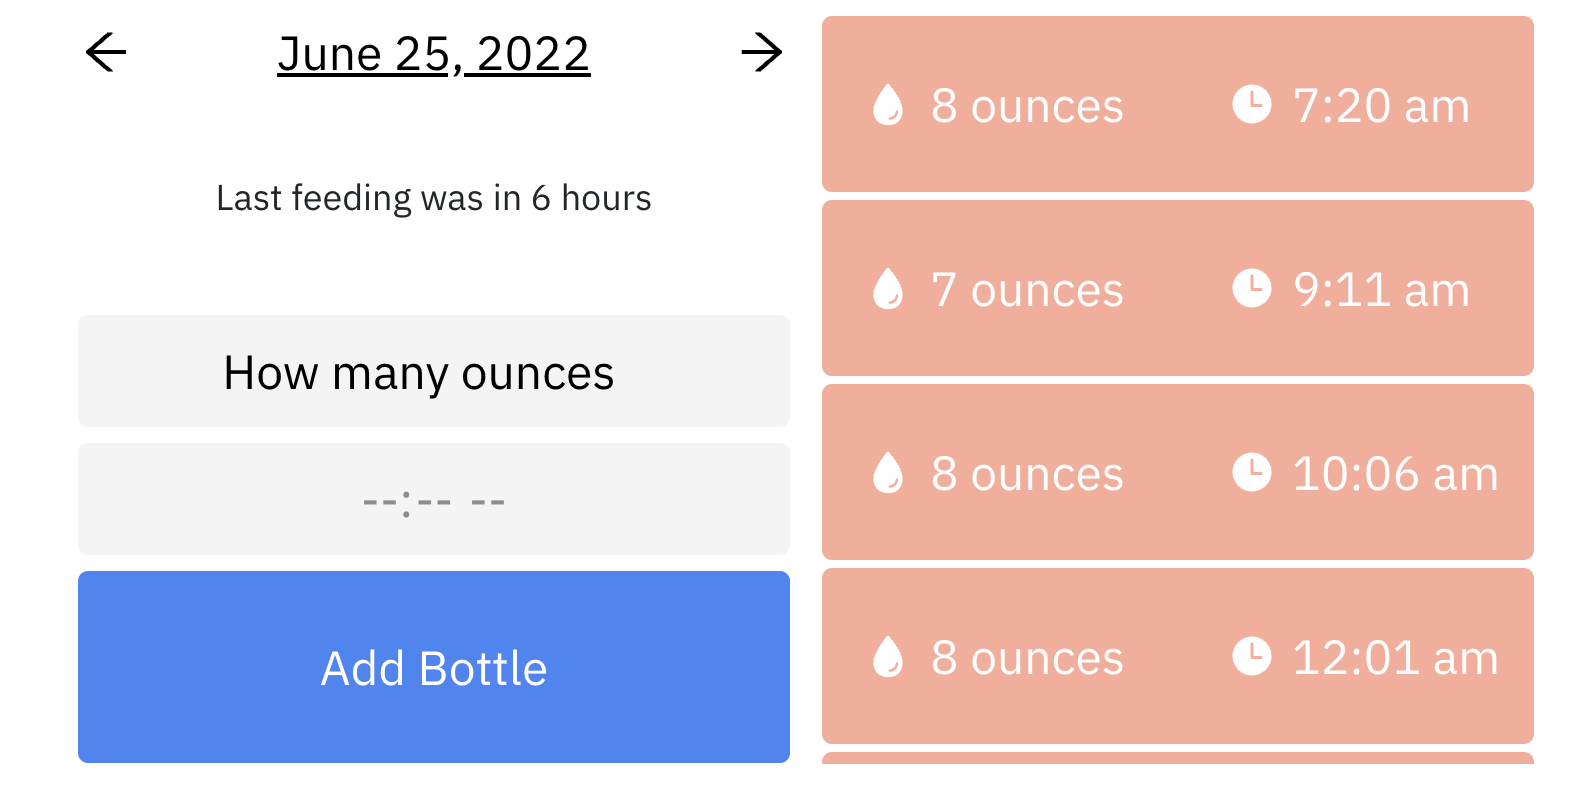 June 25, 2022
Last feeding was in 6 hours
How many ounces
--:-- --
Add Bottle
8 ounces 7:20 am
7 ounces 9:11 am
8 ounces 10:06 am
8 ounces 12:01 am